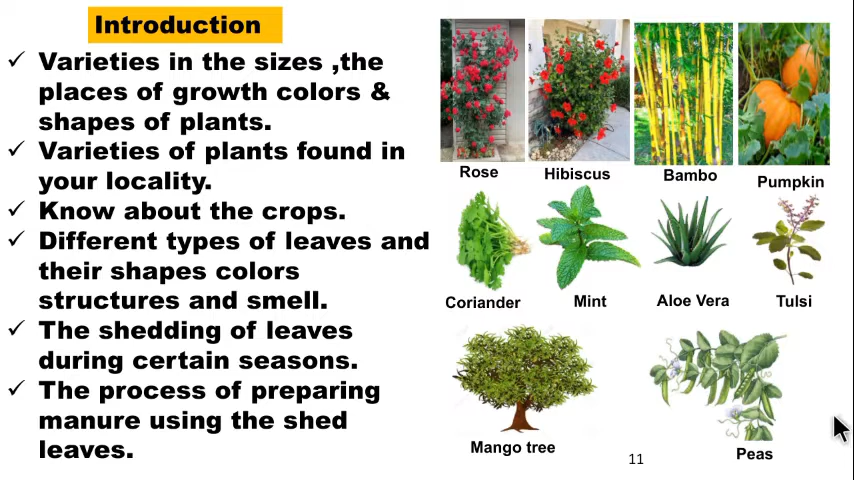 Introduction
✓ Varieties in the sizes ,the
places of growth colors &
shapes of plants.
✓ Varieties of plants found in
your locality.
✓ Know about the crops.
✓ Different types of leaves and
their shapes colors
structures and smell.
✓ The shedding of leaves
during certain seasons.
✓ The process of preparing
manure using the shed
leaves.
Rose
Hibiscus
Bambo
Pumpkin
Coriander
Mint
Aloe Vera
Tulsi
Mango tree
Peas
11